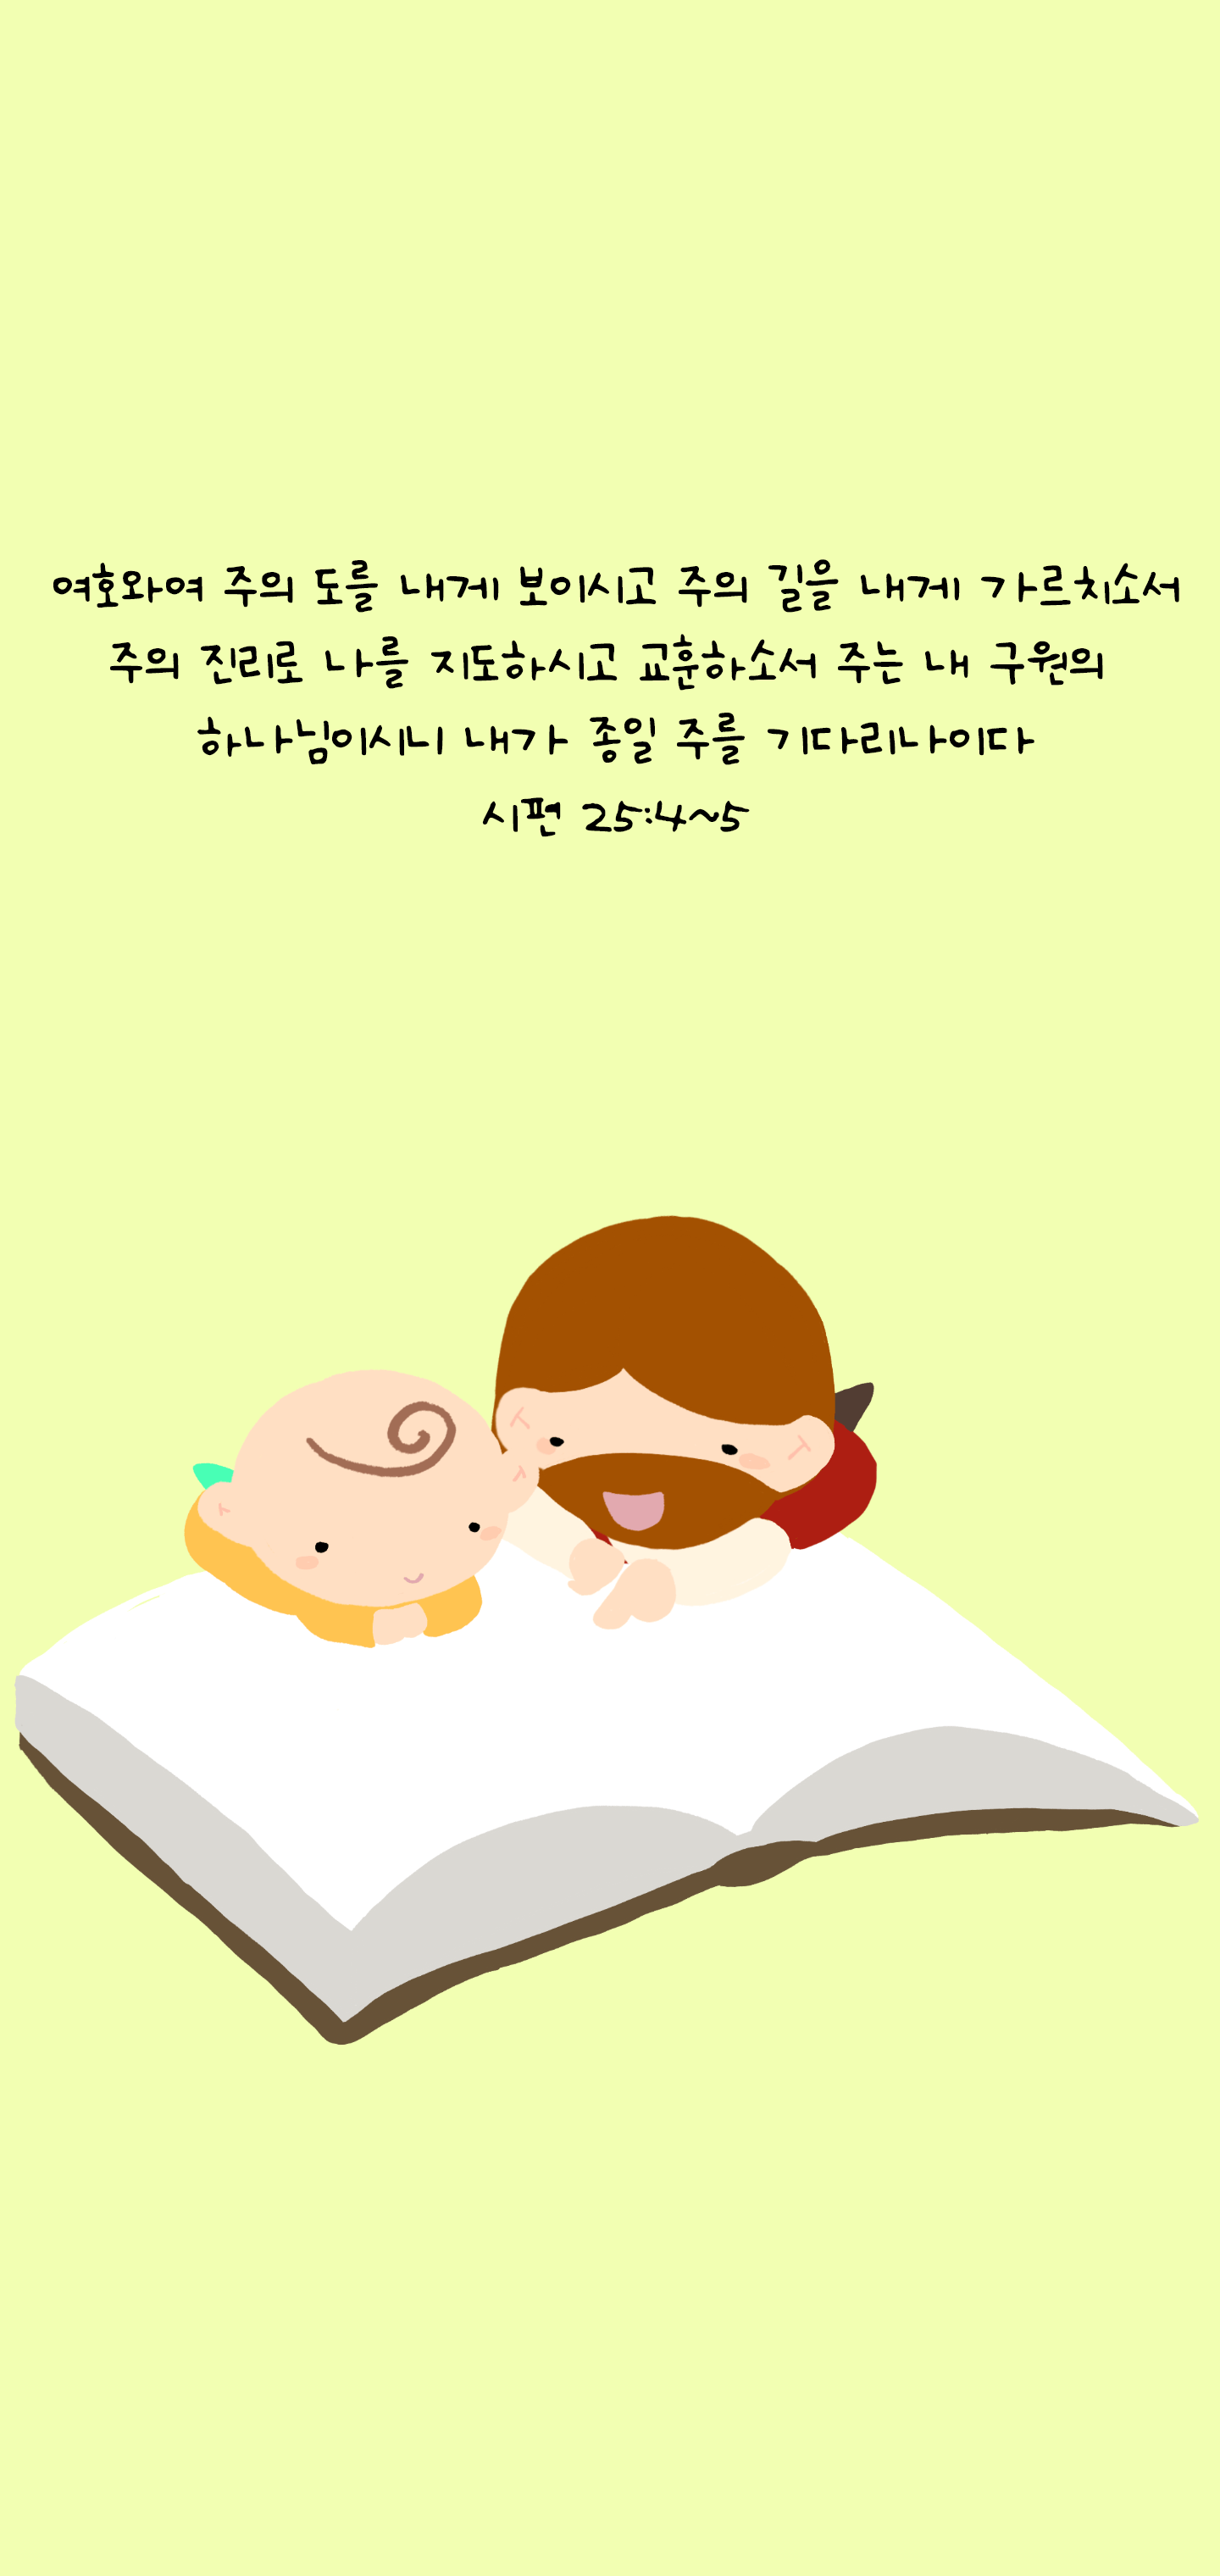 여호와여 주의 도를 내게 보이시고 주의 길을 내게 가르치소서
주의 진리로 나를 지도하시고 교훈하소서 주는 내 구원의
하나님이시니 내가 종일 주를 기다리나이다
시편 25:4~5